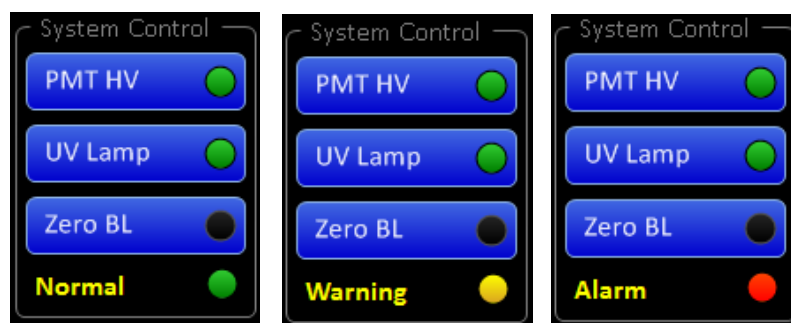 System Control
PMT HV
UV Lamp
Zero BL
Normal
System Control
PMT HV
UV Lamp
Zero BL
Warning
System Control
PMT HV
UV Lamp
Zero BL
Alarm